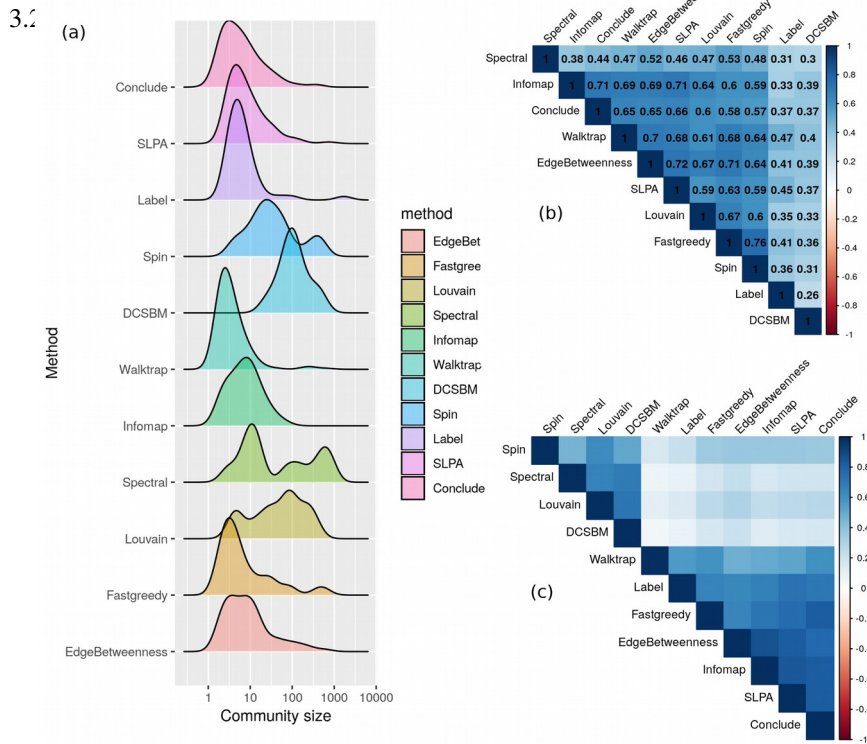 3.2
(a)
Conclude
SLPA
Label
Spin
DCSBM
Walktrap
Infomap
Spectral
Louvain
Fastgreedy
EdgeBetweenness
Method
1 10 100 1000 10000
Community size
method
EdgeBet
Fastgree
Louvain
Spectral
Infomap
Walktrap
DCSBM
Spin
Label
SLPA
Conclude
Spectral Infomap Conclude Walktrap SLPA Louvain Fastgreedy Spin Label DCSBM
Spectral 1 0.38 0.44 0.47 0.52 0.46 0.47 0.53 0.48 0.31 0.3
Infomap 1 0.71 0.69 0.69 0.71 0.64 0.6 0.59 0.33 0.39
Conclude 1 0.65 0.65 0.66 0.6 0.58 0.57 0.37 0.37
Walktrap 1 0.7 0.68 0.61 0.68 0.64 0.47 0.4
EdgeBetweenness 1 0.72 0.67 0.71 0.64 0.41 0.39
SLPA 1 0.59 0.63 0.59 0.45 0.37
Louvain 1 0.67 0.6 0.35 0.33
Fastgreedy 1 0.76 0.41 0.36
Spin 1 0.36 0.31
Label 1 0.26
DCSBM 1
(b)
1
0.8
0.6
0.4
0.2
0
-0.2
-0.4
-0.6
-0.8
-1
Spin Spectral Louvain DCSBM Walktrap Label Fastgreedy EdgeBetweenness Infomap SLPA Conclude
Spin
Spectral
Louvain
DCSBM
Walktrap
Label
Fastgreedy
EdgeBetweenness
Infomap
SLPA
Conclude
(c)
1
0.8
0.6
0.4
0.2
0